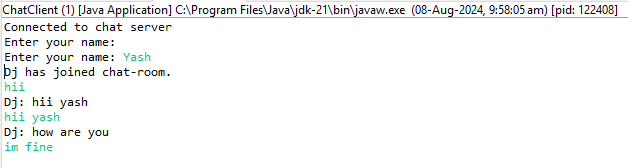 ChatClient (1) [Java Application] C:\Program Files\Java\jdk-21\bin\javaw.exe (08-Aug-2024, 9:58:05 am) [pid: 122408]
Connected to chat server
Enter your name:
Enter your name: Yash
Dj has joined chat-room.
hii
Dj: hii yash
hii yash
Dj: how are you
im fine